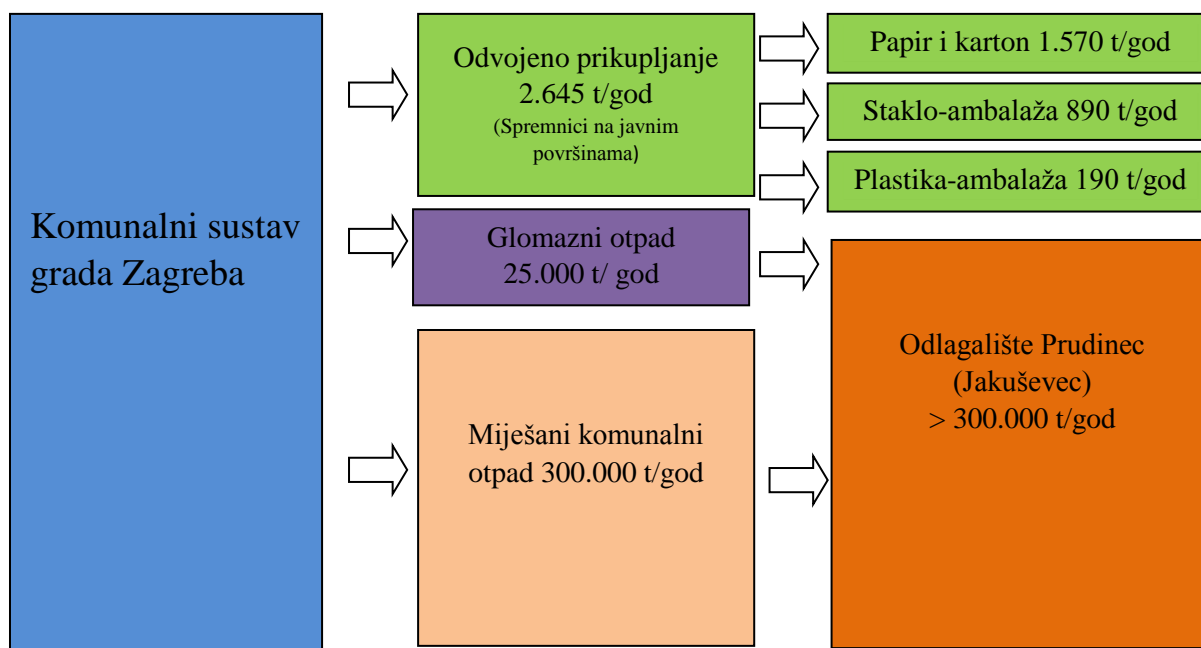 Komunalni sustav
grada Zagreba
Odvojeno prikupljanje
2.645 t/god
(Spremnici na javnim
površinama)
Papir i karton 1.570 t/god
Staklo-ambalaža 890 t/god
Plastika-ambalaža 190 t/god
Glomazni otpad
25.000 t/ god
Miješani komunalni
otpad 300.000 t/god
Odlagalište Prudinec
(Jakuševec)
> 300.000 t/god